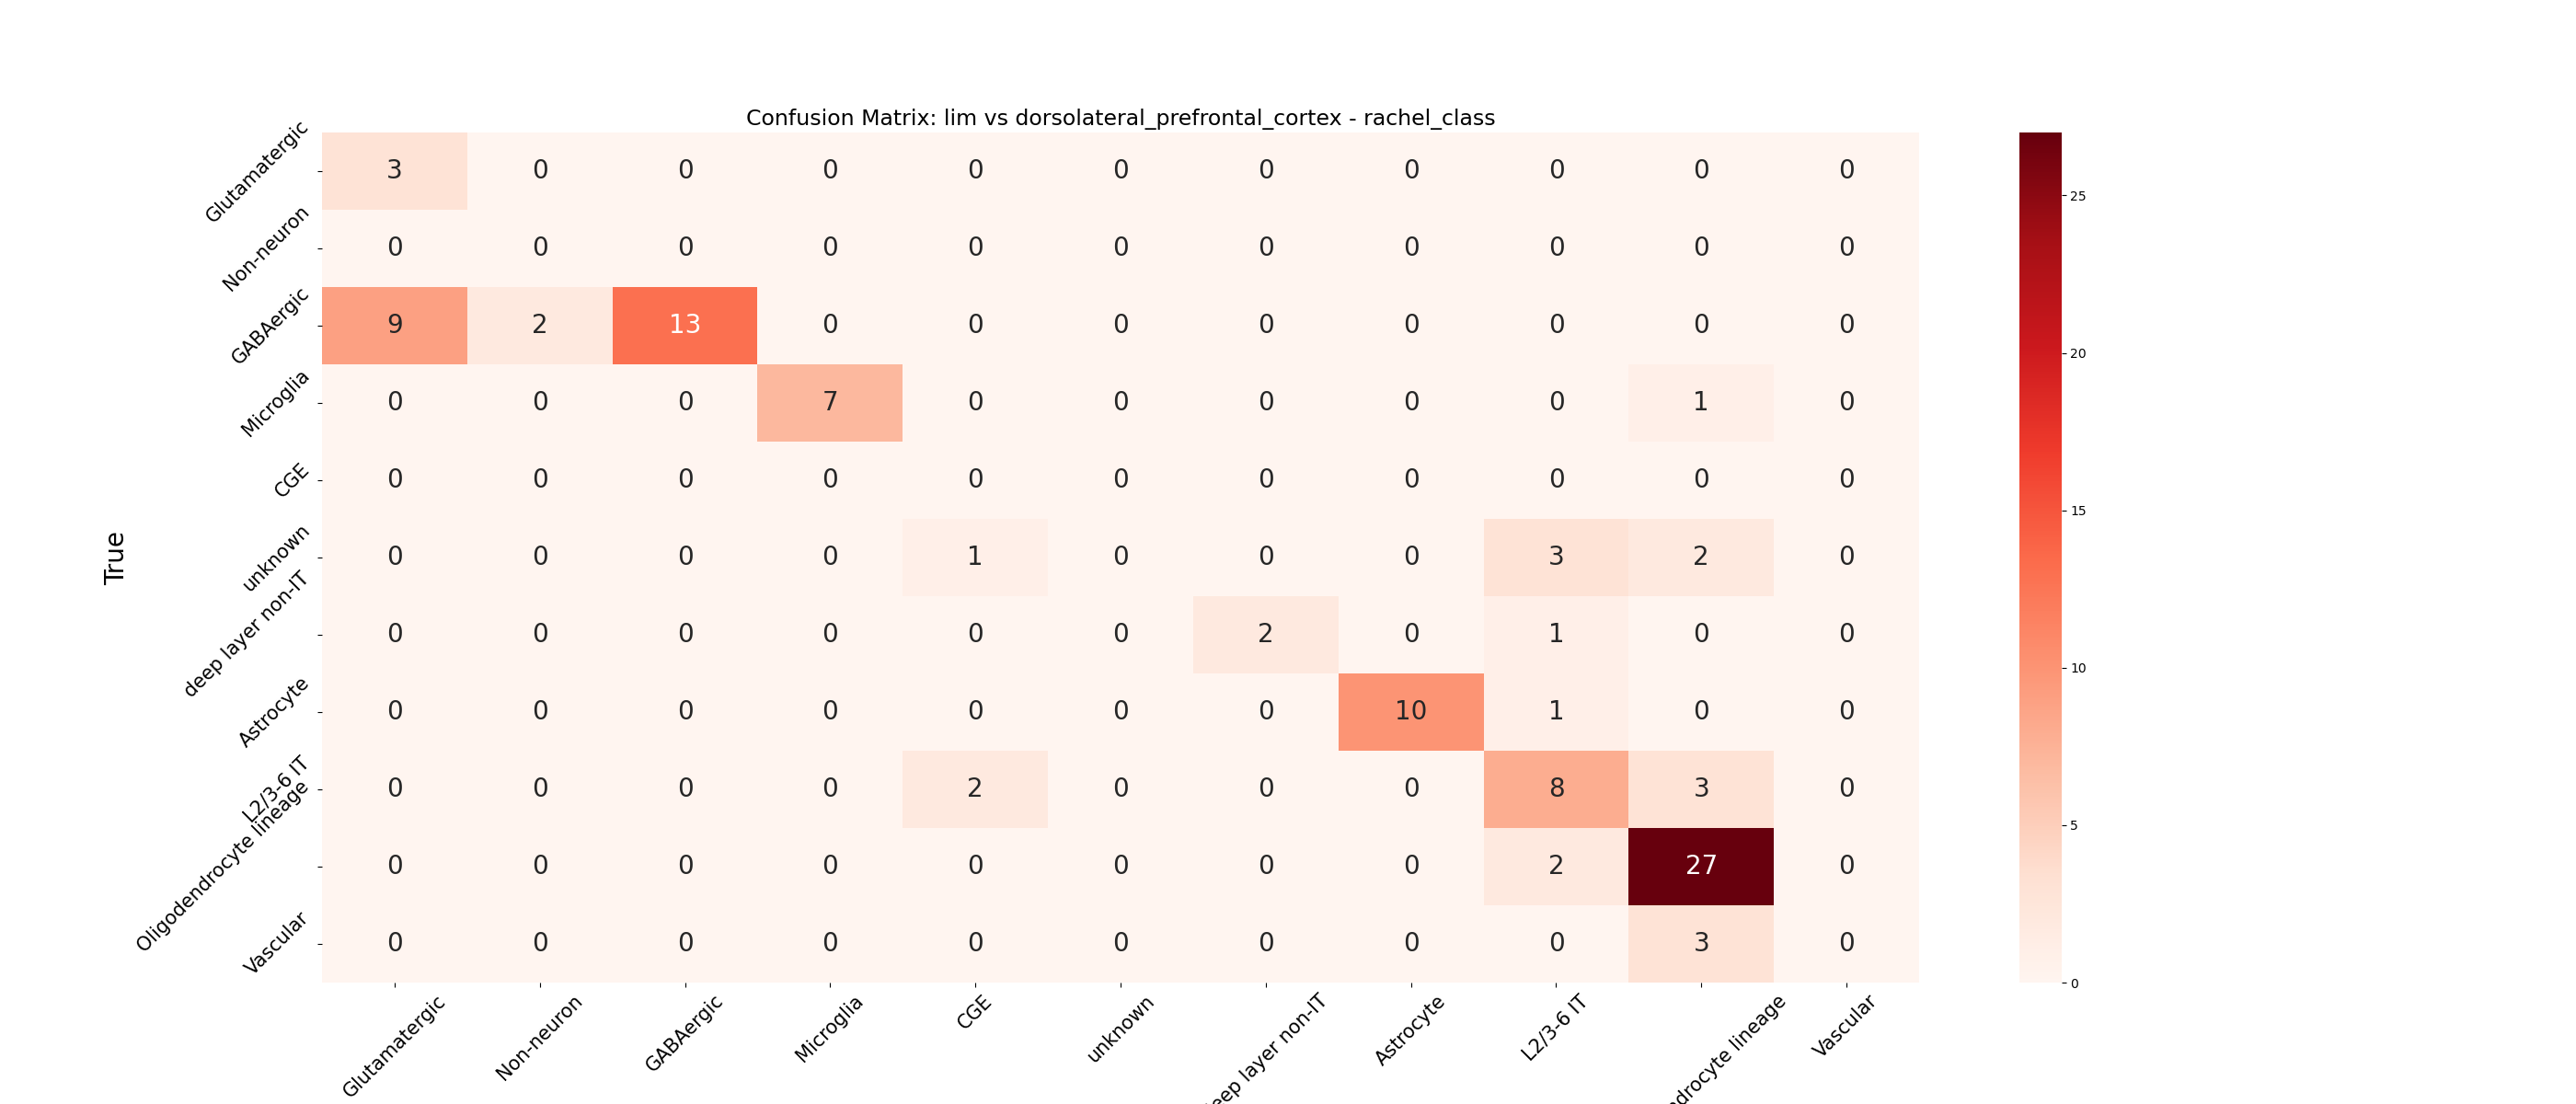 Confusion Matrix: lim vs dorsolateral_prefrontal_cortex - rachel_class
True
Glutamatergic 3 0 0 0 0 0 0 0 0 0 0
Non-neuron 0 0 0 0 0 0 0 0 0 0 0
GABAergic 9 2 13 0 0 0 0 0 0 0 0
Microglia 0 0 0 7 0 0 0 0 0 1 0
CGE 0 0 0 0 0 0 0 0 0 0 0
unknown 0 0 0 0 1 0 0 0 3 2 0
deep layer non-IT 0 0 0 0 0 0 2 0 1 0 0
Astrocyte 0 0 0 0 0 0 0 10 1 0 0
L2/3-6 IT 0 0 0 0 2 0 0 0 8 3 0
Oligodendrocyte lineage 0 0 0 0 0 0 0 0 2 27 0
Vascular 0 0 0 0 0 0 0 0 0 3 0
Glutamatergic
Non-neuron
GABAergic
Microglia
CGE
unknown
eep layer non-IT
Astrocyte
L2/3-6 IT
ndrocyte lineage
Vascular
25
20
15
10
5
0